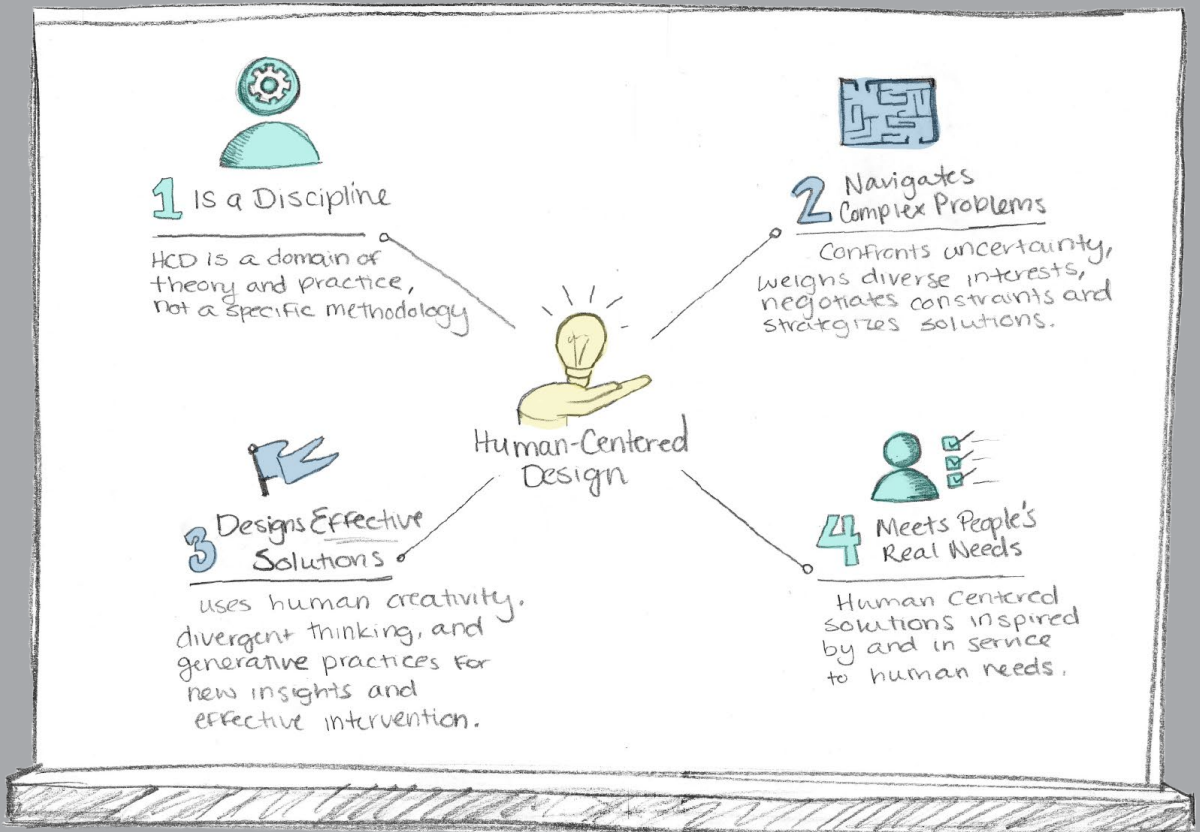 1 Is a Discipline
HCD is a domain of
theory and practice,
not a specific methodology
2 Navigates
Complex Problems
Confronts uncertainty,
weighs diverse interests,
negotiates constraints and
strategizes solutions.
Human-Centered
Design
3 Designs Effective
Solutions
uses human creativity.
divergent thinking, and
generative practices for
new insights and
effective intervention.
4 Meets People's
Real Needs
Human Centered
solutions inspired
by and in service
to human needs.